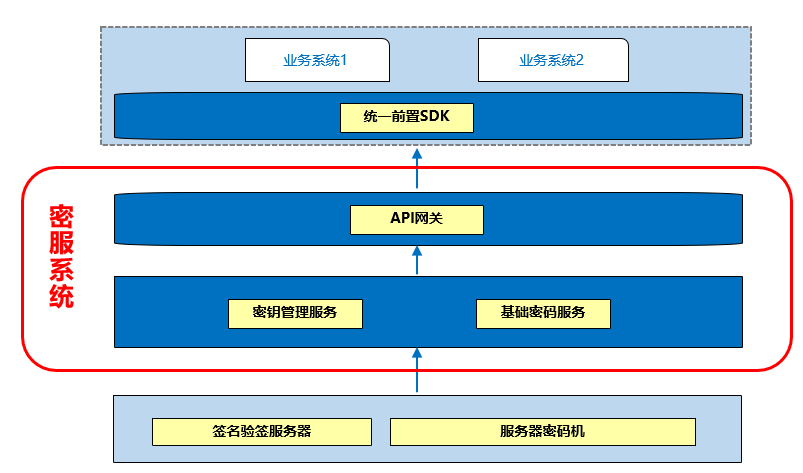 业务系统1
业务系统2
统一前置SDK
密服系统
API网关
密钥管理服务
基础密码服务
签名验签服务器
服务器密码机